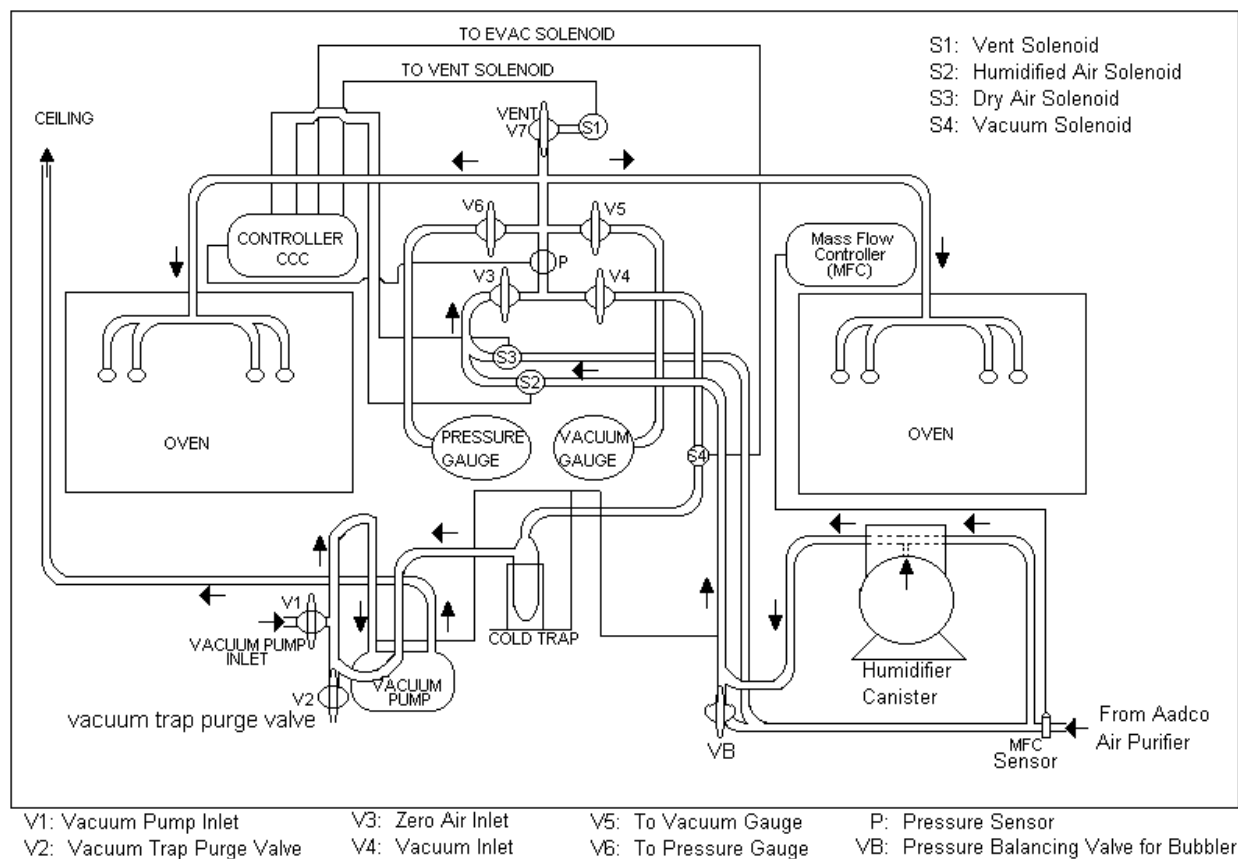 TO EVAC SOLENOID
TO VENT SOLENOID
S1: Vent Solenoid
S2: Humidified Air Solenoid
S3: Dry Air Solenoid
S4: Vacuum Solenoid
CEILING
VENT
V7
S1
V6
V5
CONTROLLER
CCC
Mass Flow
Controller
(MFC)
P
V3
V4
S3
S2
OVEN
PRESSURE
GAUGE
VACUUM
GAUGE
S4
OVEN
V1
VACUUM PUMP
INLET
COLD TRAP
VACUUM
PUMP
V2
vacuum trap purge valve
Humidifier
Canister
VB
MFC
Sensor
From Aadco
Air Purifier
V1: Vacuum Pump Inlet
V3: Zero Air Inlet
V5: To Vacuum Gauge
P: Pressure Sensor
V2: Vacuum Trap Purge Valve
V4: Vacuum Inlet
V6: To Pressure Gauge
VB: Pressure Balancing Valve for Bubbler